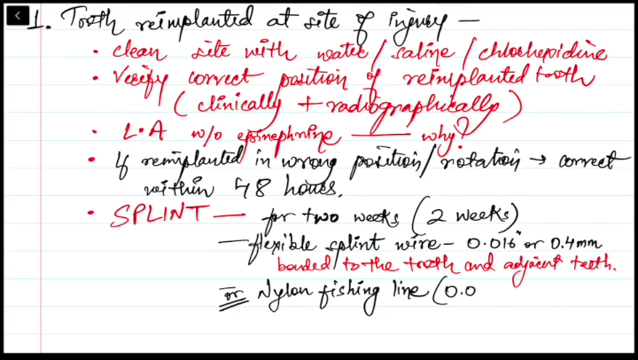 1. Tooth reimplanted at site of injury —
• clean site with water/saline/chlorhexidine
• Verify correct position of reimplanted tooth
(clinically + radiographically)
• L.A w/o epinephrine —— why?
• If reimplanted in wrong position/rotation → correct
within 48 hours.
• SPLINT — for two weeks (2 weeks)
— flexible splint wire – 0.016" or 0.4mm
bonded to the tooth and adjacent teeth.
or Nylon fishing line (0.0